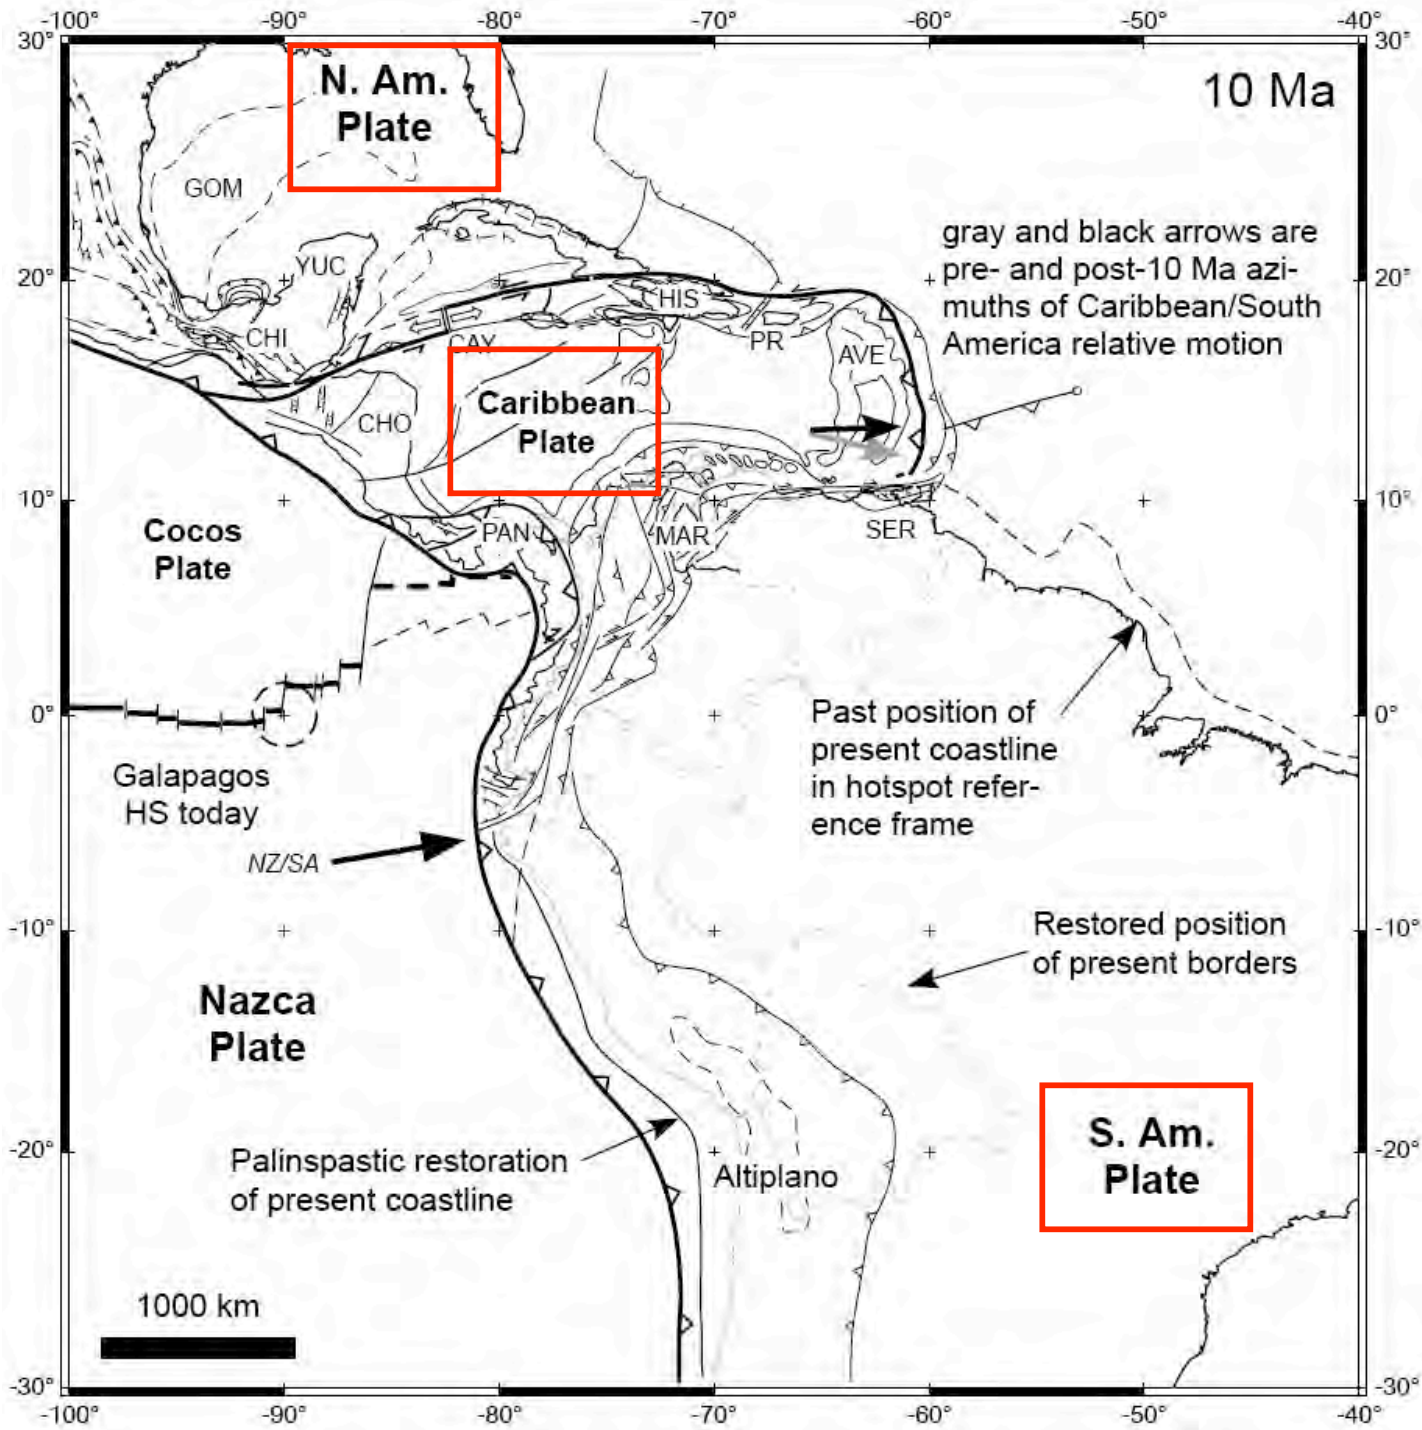 -100° -90° -80° -70° -60° -50° -40°
30° 30°
N. Am.
Plate
10 Ma
GOM
gray and black arrows are
pre- and post-10 Ma azi-
muths of Caribbean/South
America relative motion
YUC
20° 20°
HIS
CHI
CAY
PR
AVE
Caribbean
Plate
CHO
10° 10°
Cocos
Plate
PAN
MAR
SER
Past position of
present coastline
in hotspot refer-
ence frame
0° 0°
Galapagos
HS today
NZ/SA
-10° -10°
Restored position
of present borders
Nazca
Plate
S. Am.
Plate
-20° -20°
Palinspastic restoration
of present coastline
Altiplano
1000 km
-30° -30°
-100° -90° -80° -70° -60° -50° -40°